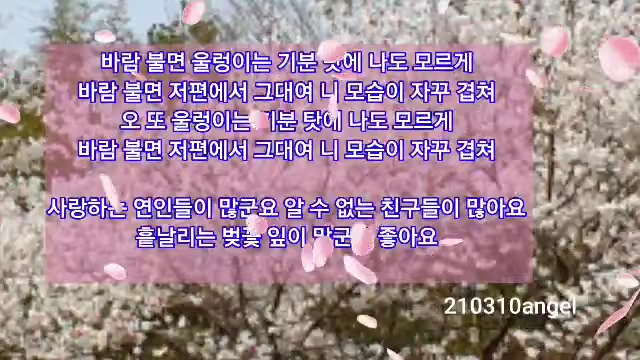 바람 불면 울렁이는 기분 탓에 나도 모르게
바람 불면 저편에서 그대여 니 모습이 자꾸 겹쳐
오 또 울렁이는 기분 탓에 나도 모르게
바람 불면 저편에서 그대여 니 모습이 자꾸 겹쳐
사랑하는 연인들이 많군요 알 수 없는 친구들이 많아요
흩날리는 벚꽃 잎이 많군요 좋아요
210310angel